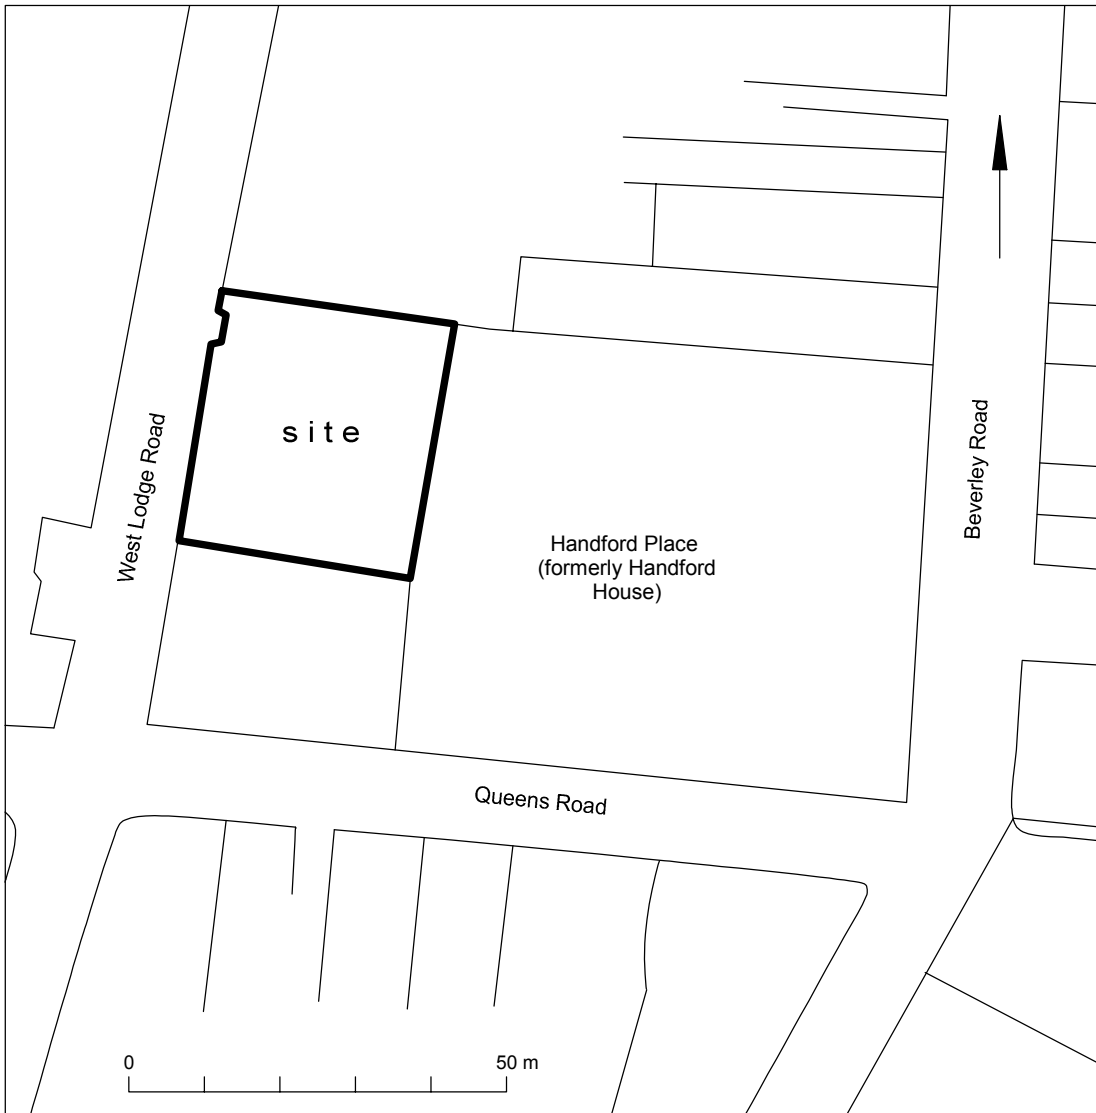 site
West Lodge Road
Beverley Road
Handford Place
(formerly Handford
House)
Queens Road
0
50 m